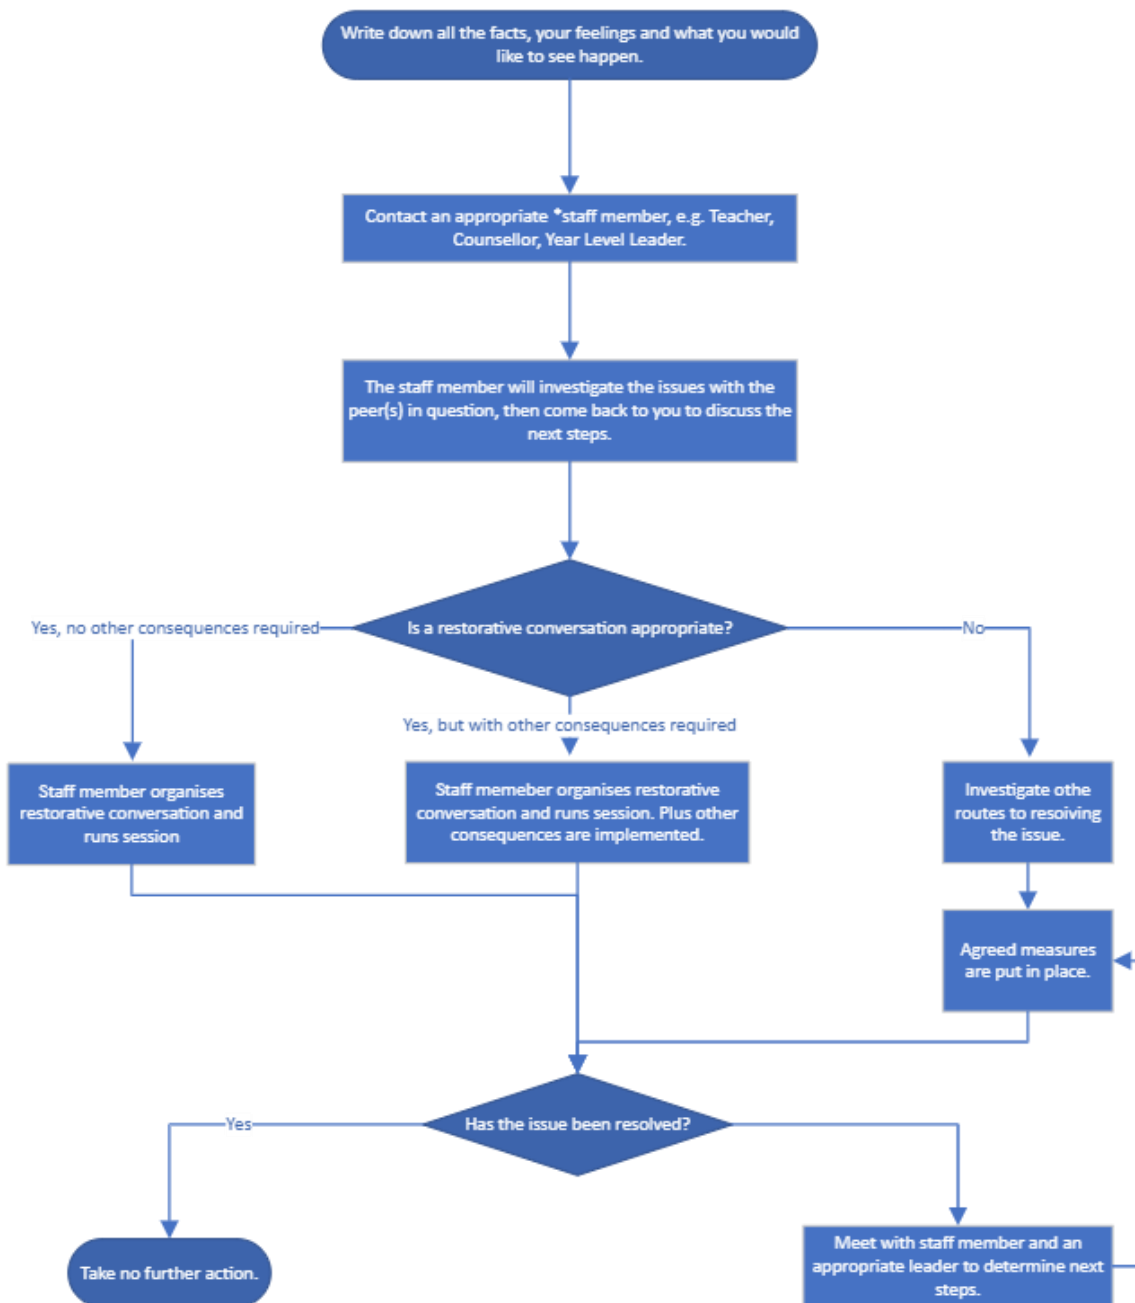 Write down all the facts, your feelings and what you would
like to see happen.
Contact an appropriate *staff member, e.g. Teacher,
Counsellor, Year Level Leader.
The staff member will investigate the issues with the
peer(s) in question, then come back to you to discuss the
next steps.
Is a restorative conversation appropriate?
Yes, no other consequences required
No
Yes, but with other consequences required
Staff member organises
restorative conversation and
runs session
Staff memeber organises restorative
conversation and runs session. Plus other
consequences are implemented.
Investigate othe
routes to resolving
the issue.
Agreed measures
are put in place.
Has the issue been resolved?
Yes
Take no further action.
Meet with staff member and an
appropriate leader to determine next
steps.